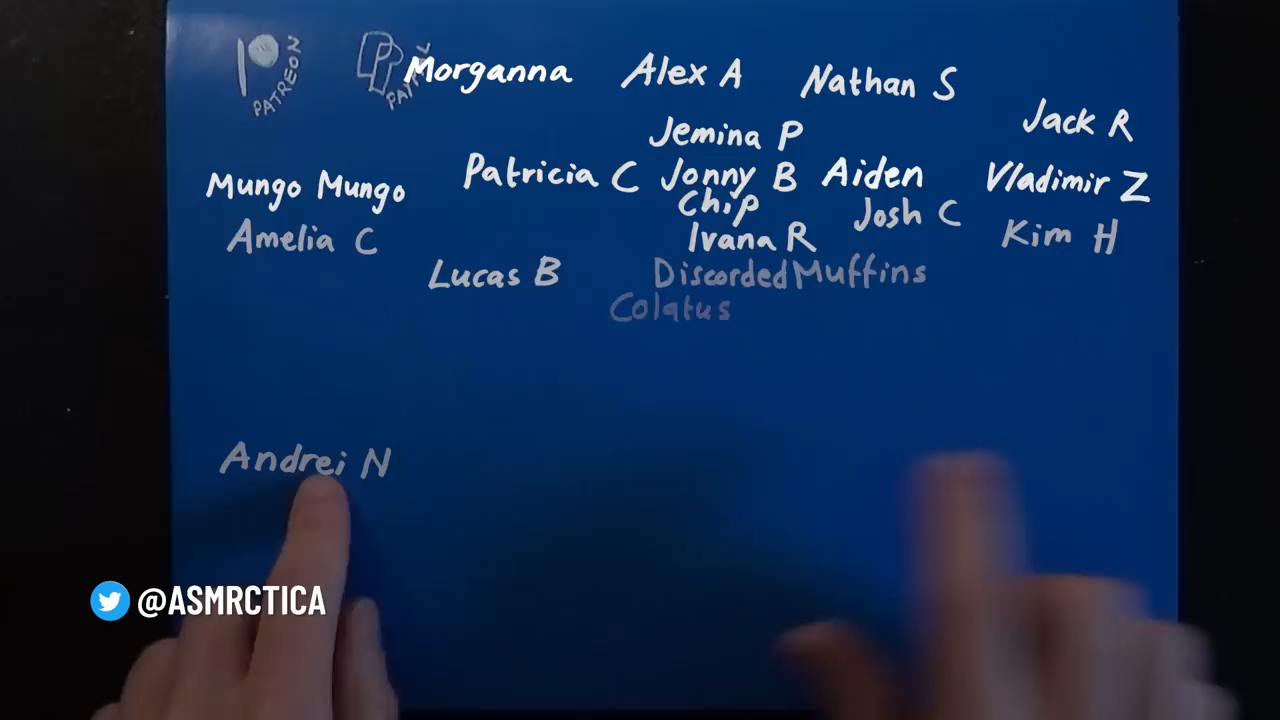 PATREON
PAYPAL
Morganna Alex A Nathan S
Jack R
Jemina P
Mungo Mungo Patricia C Jonny B Aiden Vladimir Z
Chip Josh C
Amelia C Ivana R Kim H
Lucas B DiscordedMuffins
Colatus
Andrei N
@ASMRCTICA